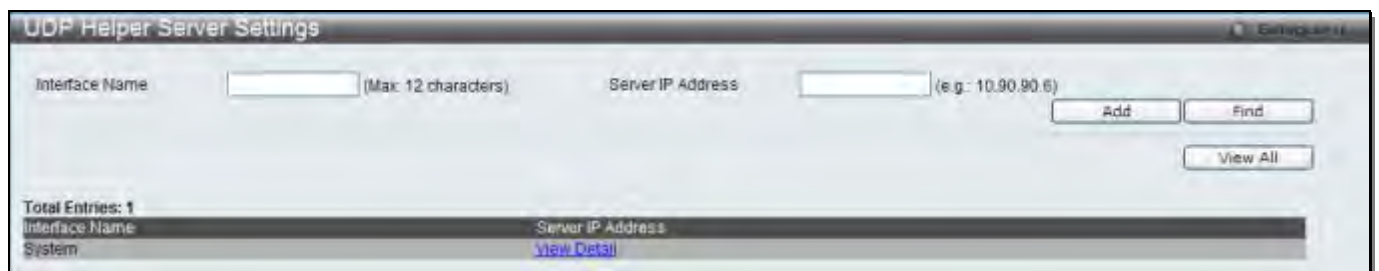 UDP Helper Server Settings
Interface Name (Max: 12 characters) Server IP Address (e.g.: 10.90.90.6)
Add Find
View All
Total Entries: 1
Interface Name Server IP Address
System View Detail